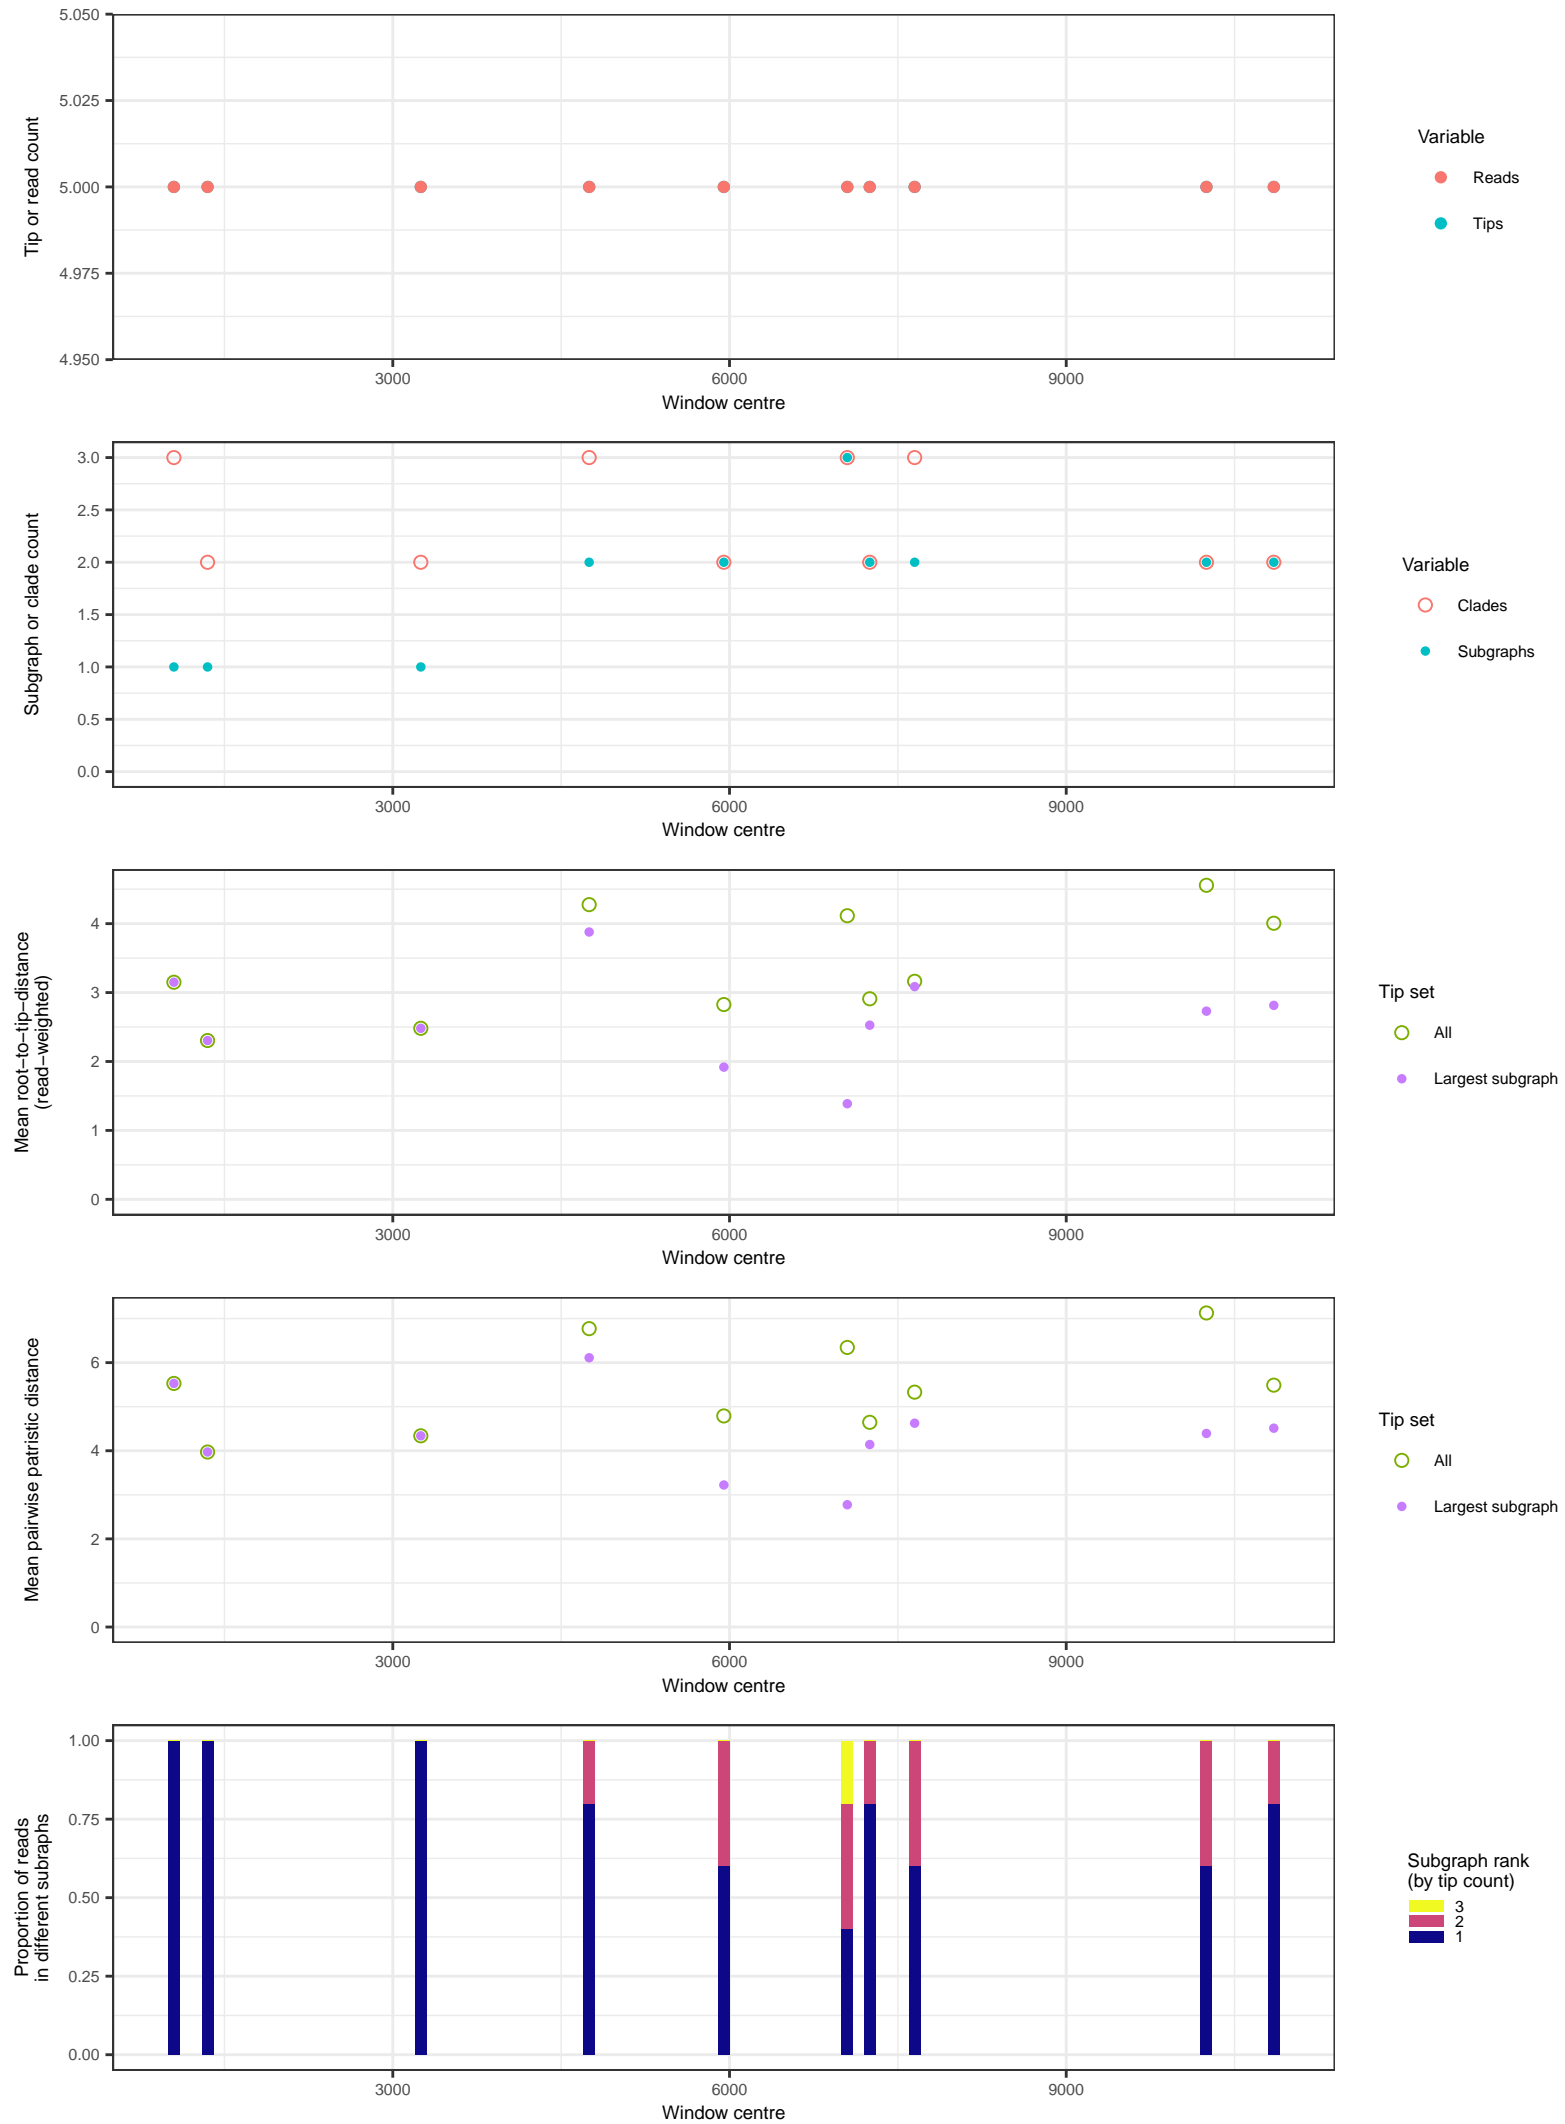 5.050
5.025
5.000
4.975
4.950
Tip or read count
3000 6000 9000
Window centre
Variable
Reads
Tips
3.0
2.5
2.0
1.5
1.0
0.5
0.0
Subgraph or clade count
3000 6000 9000
Window centre
Variable
Clades
Subgraphs
4
3
2
1
0
Mean root−to−tip−distance
(read−weighted)
3000 6000 9000
Window centre
Tip set
All
Largest subgraph
6
4
2
0
Mean pairwise patristic distance
3000 6000 9000
Window centre
Tip set
All
Largest subgraph
1.00
0.75
0.50
0.25
0.00
Proportion of reads
in different subraphs
3000 6000 9000
Window centre
Subgraph rank
(by tip count)
3
2
1